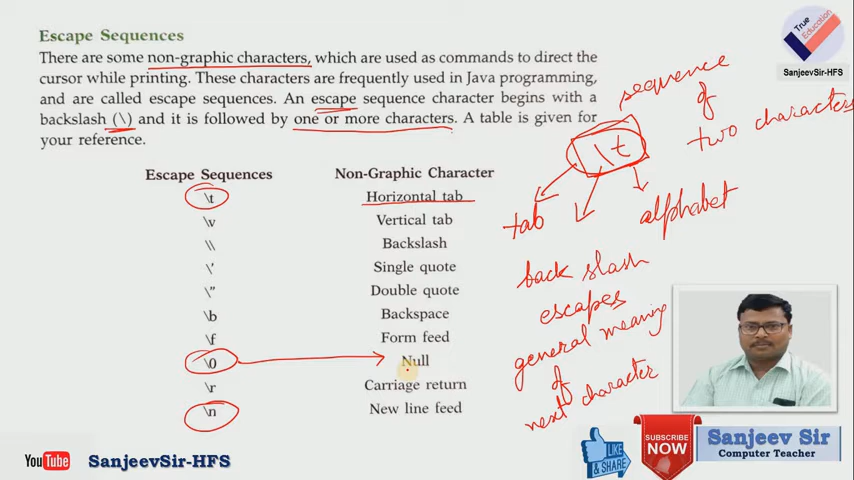 Escape Sequences
There are some non-graphic characters, which are used as commands to direct the
cursor while printing. These characters are frequently used in Java programming,
and are called escape sequences. An escape sequence character begins with a
backslash (\) and it is followed by one or more characters. A table is given for
your reference.
Escape Sequences Non-Graphic Character
\t Horizontal tab
\v Vertical tab
\\ Backslash
\' Single quote
\" Double quote
\b Backspace
\f Form feed
\0 Null
\r Carriage return
\n New line feed
sequence
of
two characters
\t
tab
alphabet
back slash
escapes
general meaning
of
next character
True
Education
SanjeevSir-HFS
LIKE
& SHARE
SUBSCRIBE
NOW
Sanjeev Sir
Computer Teacher
YouTube SanjeevSir-HFS